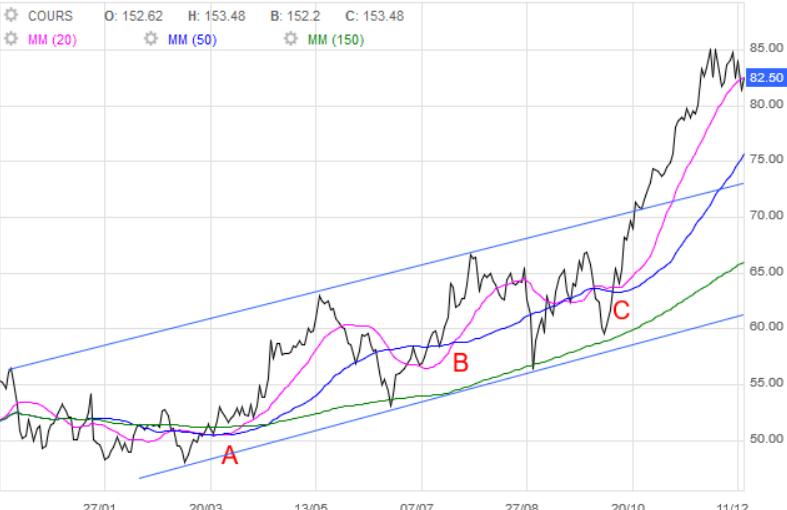 COURS O: 152.62 H: 153.48 B: 152.2 C: 153.48
MM (20) MM (50) MM (150)
85.00
82.50
80.00
75.00
70.00
65.00
60.00
55.00
50.00
C
B
A
27/01 20/03 13/05 07/07 27/08 20/10 11/12